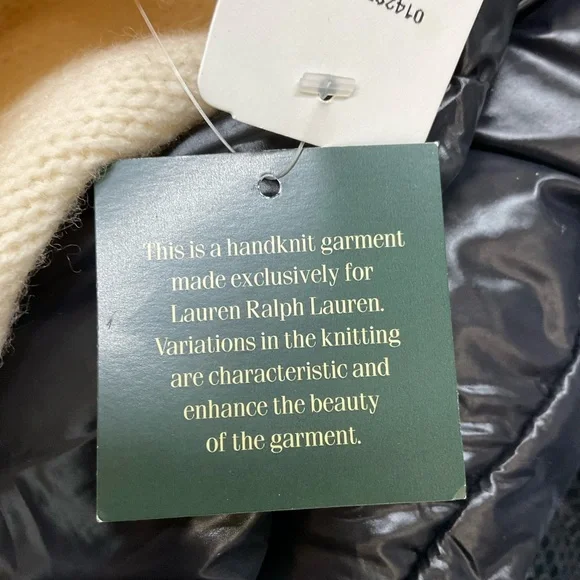 01429
This is a handknit garment
made exclusively for
Lauren Ralph Lauren.
Variations in the knitting
are characteristic and
enhance the beauty
of the garment.